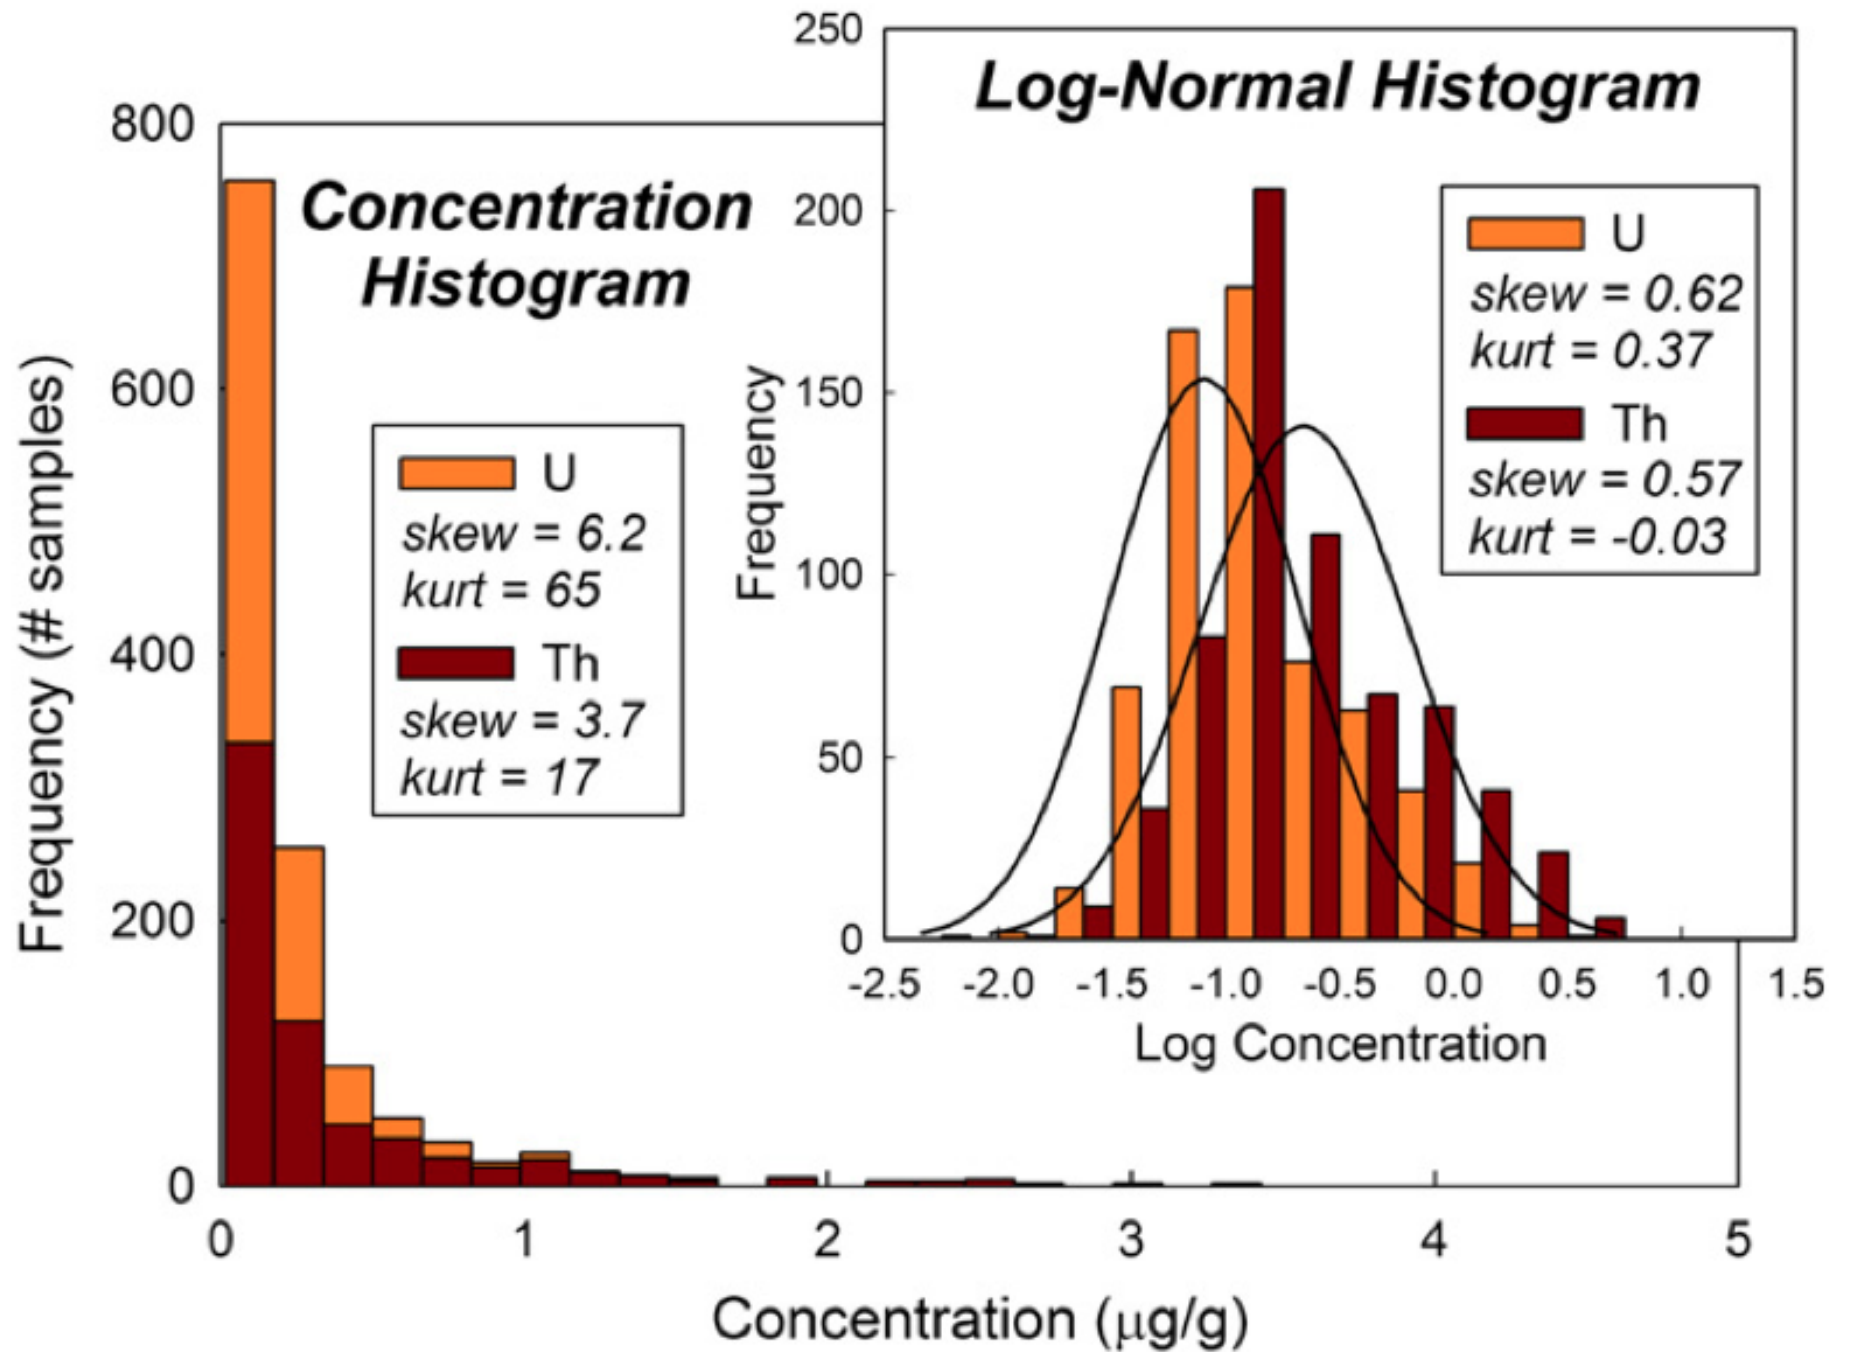 Concentration
Histogram
U
skew = 6.2
kurt = 65
Th
skew = 3.7
kurt = 17
Frequency (# samples)
800
600
400
200
0
0 1 2 3 4 5
Concentration (μg/g)
Log-Normal Histogram
U
skew = 0.62
kurt = 0.37
Th
skew = 0.57
kurt = -0.03
Frequency
250
200
150
100
50
0
-2.5 -2.0 -1.5 -1.0 -0.5 0.0 0.5 1.0 1.5
Log Concentration